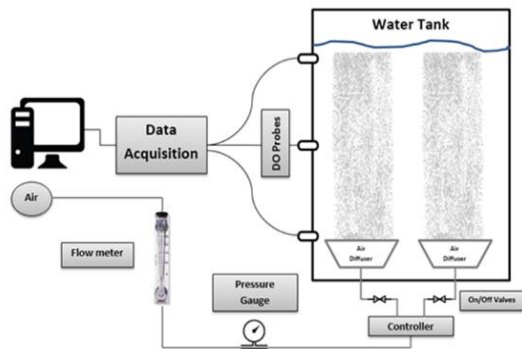 Water Tank
Data
Acquisition
DO Probes
Air
Flow meter
Air
Diffuser
Air
Diffuser
Pressure
Gauge
On/Off Valves
Controller